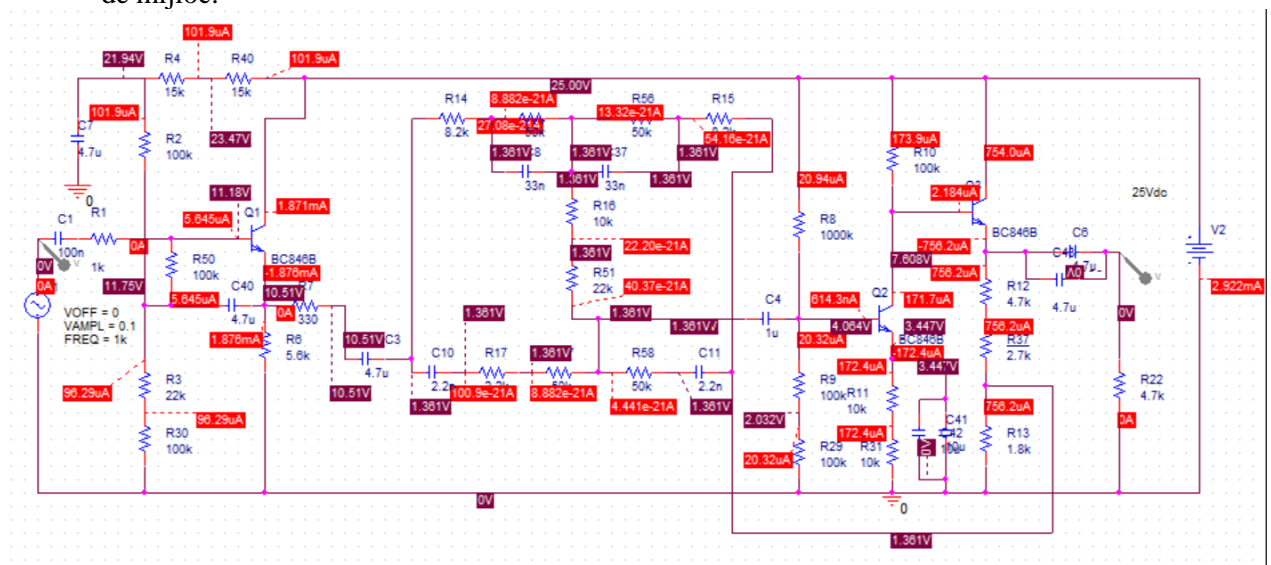 de mijloc.
101.9uA
21.94V
R4
R40
101.9uA
15k
15k
25.00V
R14
8.882e-21A
R56
R15
101.9uA
C7
4.7u
R2
100k
23.47V
8.2k
27.08e-21A
13.32e-21A
50k
54.16e-21A
173.9uA
R10
100k
754.0uA
0
1.361V
1.361V
C37
1.361V
33n
1.361V
33n
1.361V
11.18V
1.871mA
5.645uA
Q1
20.94uA
2.184uA
25Vdc
C1
R1
100n
1k
0A
R50
100k
BC846B
-1.876mA
R16
10k
22.20e-21A
R8
1000k
-756.2uA
BC846B
C6
V2
0V
0A
11.75V
10.51V
R7
330
0A
1.361V
R51
22k
7.608V
756.2uA
4.7u
4.7u
R12
4.7k
2.922mA
5.645uA
C40
4.7u
40.37e-21A
614.3nA
Q2
171.7uA
0V
VOFF = 0
VAMPL = 0.1
FREQ = 1k
1.876mA
R6
5.6k
10.51V
C3
4.7u
1.361V
1.361V
1.361V
C4
1u
4.064V
3.447V
BC846B
756.2uA
R37
2.7k
20.32uA
-172.4uA
3.447V
C10
R17
1.361V
R58
C11
2.2n
50k
2.2n
96.29uA
R3
22k
10.51V
1.361V
100.9e-21A
8.882e-21A
4.441e-21A
1.361V
R9
100k
172.4uA
R11
10k
R22
4.7k
96.29uA
R30
100k
2.032V
756.2uA
0A
172.4uA
C41
C42
10u
R13
1.8k
20.32uA
R29
100k
R31
10k
0V
0V
0
1.361V